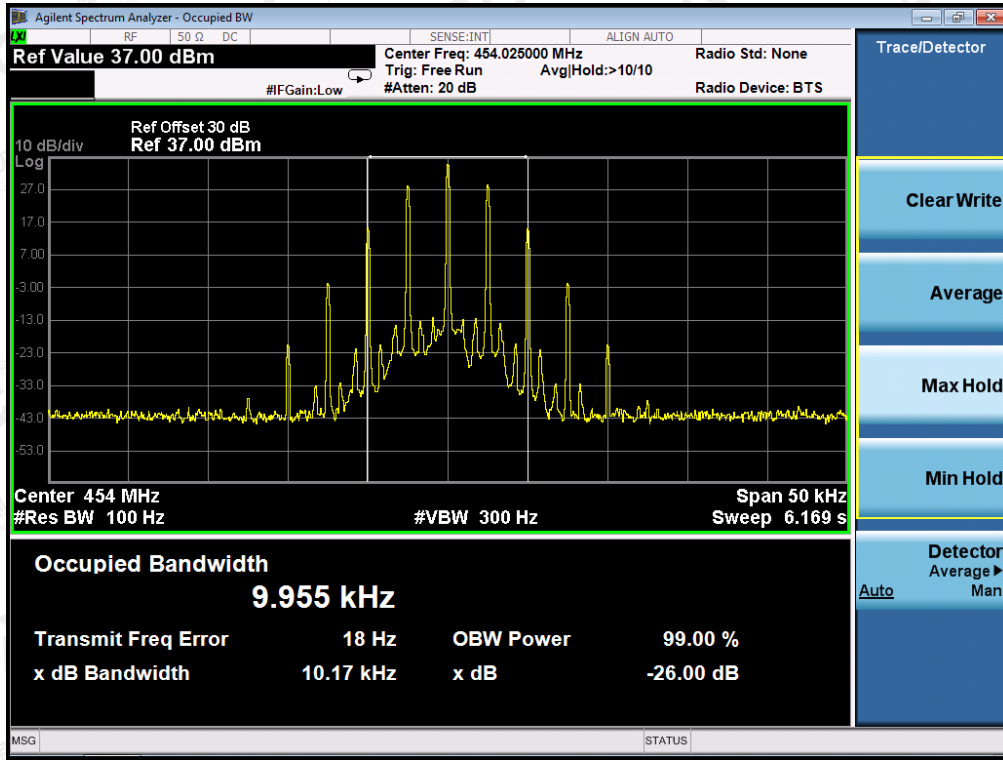 Agilent Spectrum Analyzer - Occupied BW
LXI RF 50 Ω DC SENSE:INT ALIGN AUTO
Ref Value 37.00 dBm Center Freq: 454.025000 MHz Radio Std: None
Trig: Free Run Avg|Hold:>10/10
#IFGain:Low #Atten: 20 dB Radio Device: BTS
Trace/Detector
Ref Offset 30 dB
10 dB/div Ref 37.00 dBm
Log
27.0
17.0
7.00
-3.00
-13.0
-23.0
-33.0
-43.0
-53.0
Center 454 MHz Span 50 kHz
#Res BW 100 Hz #VBW 300 Hz Sweep 6.169 s
Occupied Bandwidth
9.955 kHz
Transmit Freq Error 18 Hz OBW Power 99.00 %
x dB Bandwidth 10.17 kHz x dB -26.00 dB
Clear Write
Average
Max Hold
Min Hold
Detector
Average
Auto Man
MSG STATUS